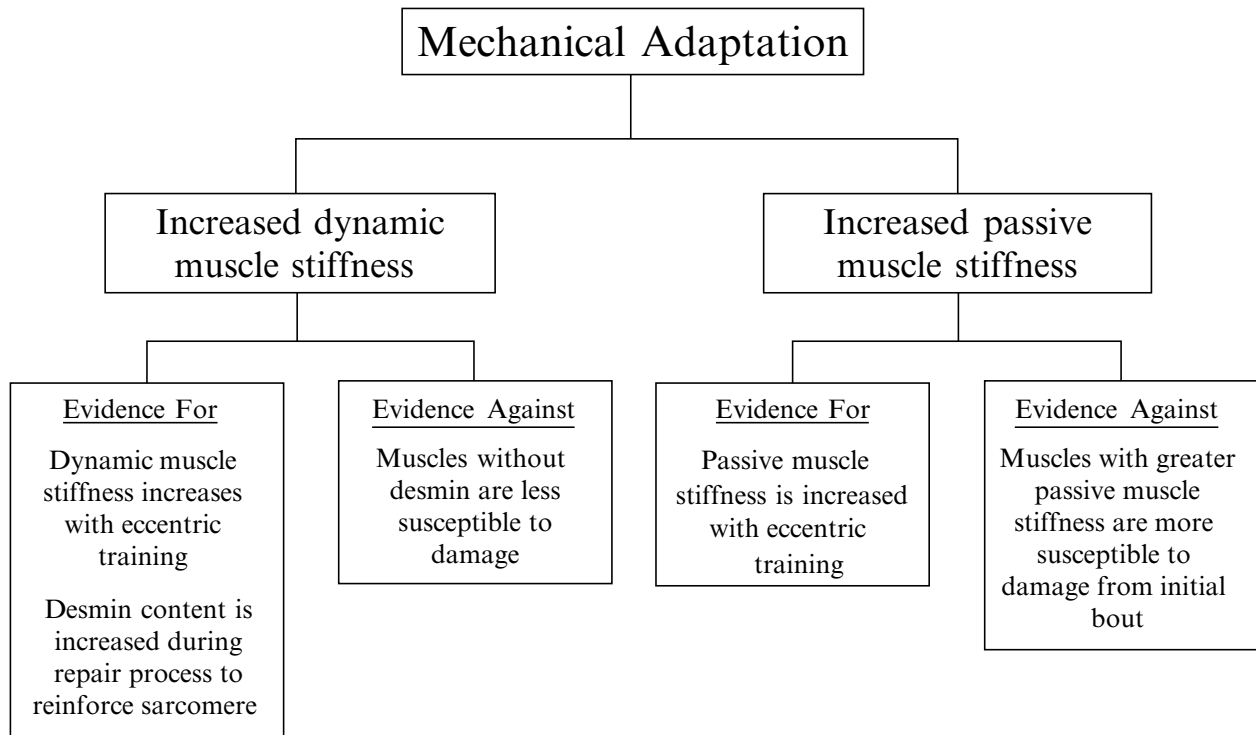 Mechanical Adaptation
Increased dynamic
muscle stiffness
Increased passive
muscle stiffness
Evidence For
Dynamic muscle
stiffness increases
with eccentric
training
Desmin content is
increased during
repair process to
reinforce sarcomere
Evidence Against
Muscles without
desmin are less
susceptible to
damage
Evidence For
Passive muscle
stiffness is increased
with eccentric
training
Evidence Against
Muscles with greater
passive muscle
stiffness are more
susceptible to
damage from initial
bout